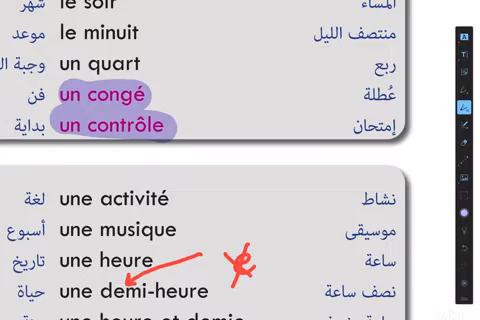 شهر le soir المساء
موعد le minuit منتصف الليل
وجبة un quart ربع
فن un congé عُطلة
بداية un contrôle إمتحان
لغة une activité نشاط
أسبوع une musique موسيقى
تاريخ une heure ساعة e
حياة une demi-heure نصف ساعة
une heure et demie